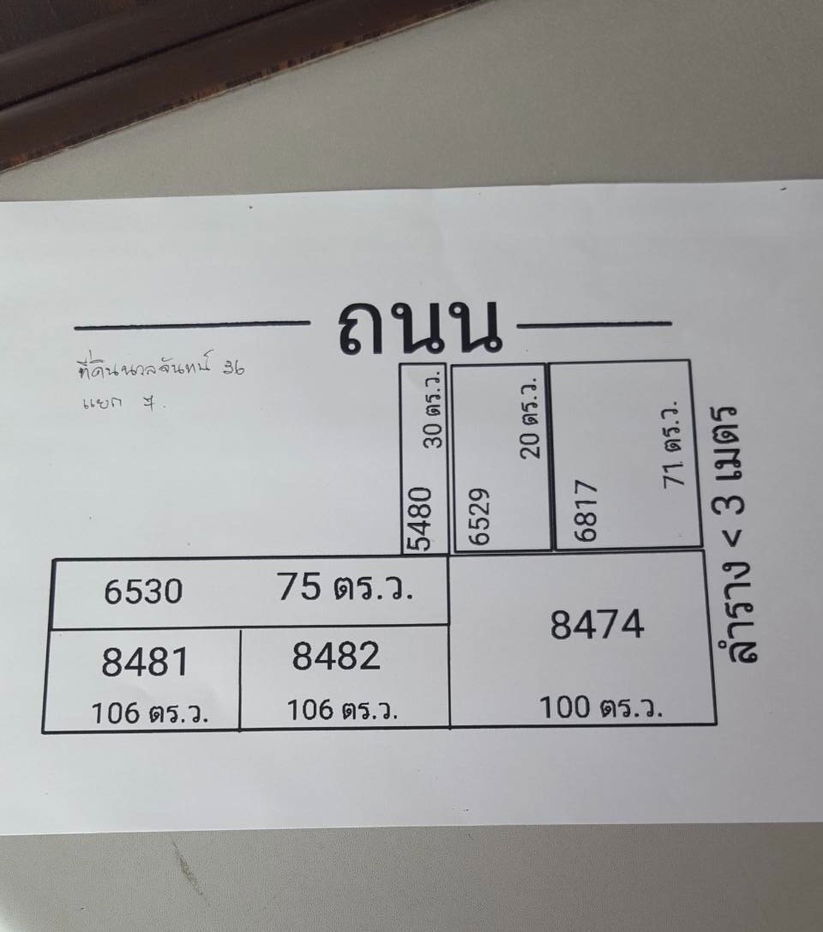 ถนน
ที่ดินนวลจันทน์ 36
แยก 7.
5480 30 ตร.ว.
6529 20 ตร.ว.
6817 71 ตร.ว.
ลำราง < 3 เมตร
6530 75 ตร.ว.
8481
106 ตร.ว.
8482
106 ตร.ว.
8474
100 ตร.ว.